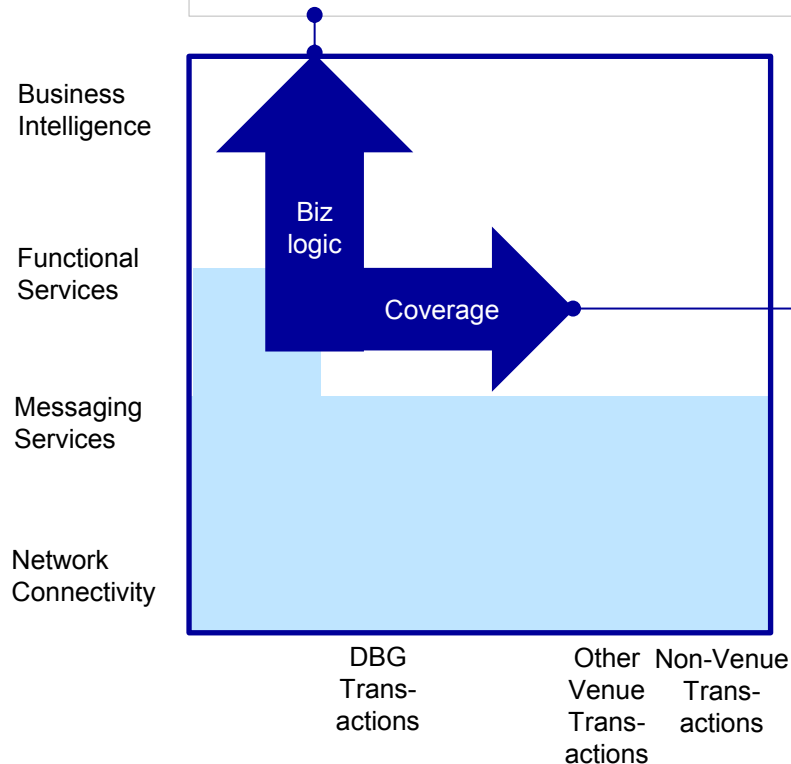 Business
Intelligence
Biz
logic
Functional
Services
Coverage
Messaging
Services
Network
Connectivity
DBG
Trans-
actions
Other
Venue
Trans-
actions
Non-Venue
Trans-
actions